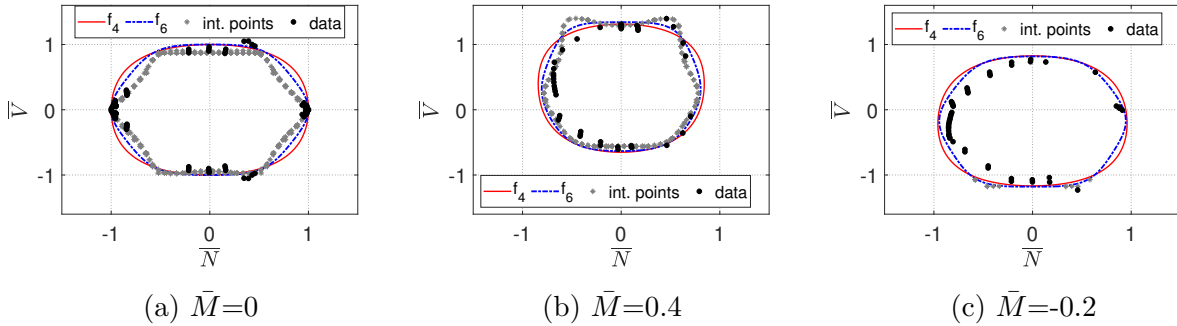 f4 f6 int. points data
1
0
-1
V̅
-1 0 1
N̅
(a) M̄=0
1
0
-1
V̅
f4 f6 int. points data
-1 0 1
N̅
(b) M̄=0.4
f4 f6 int. points data
1
0
-1
V̅
-1 0 1
N̅
(c) M̄=-0.2